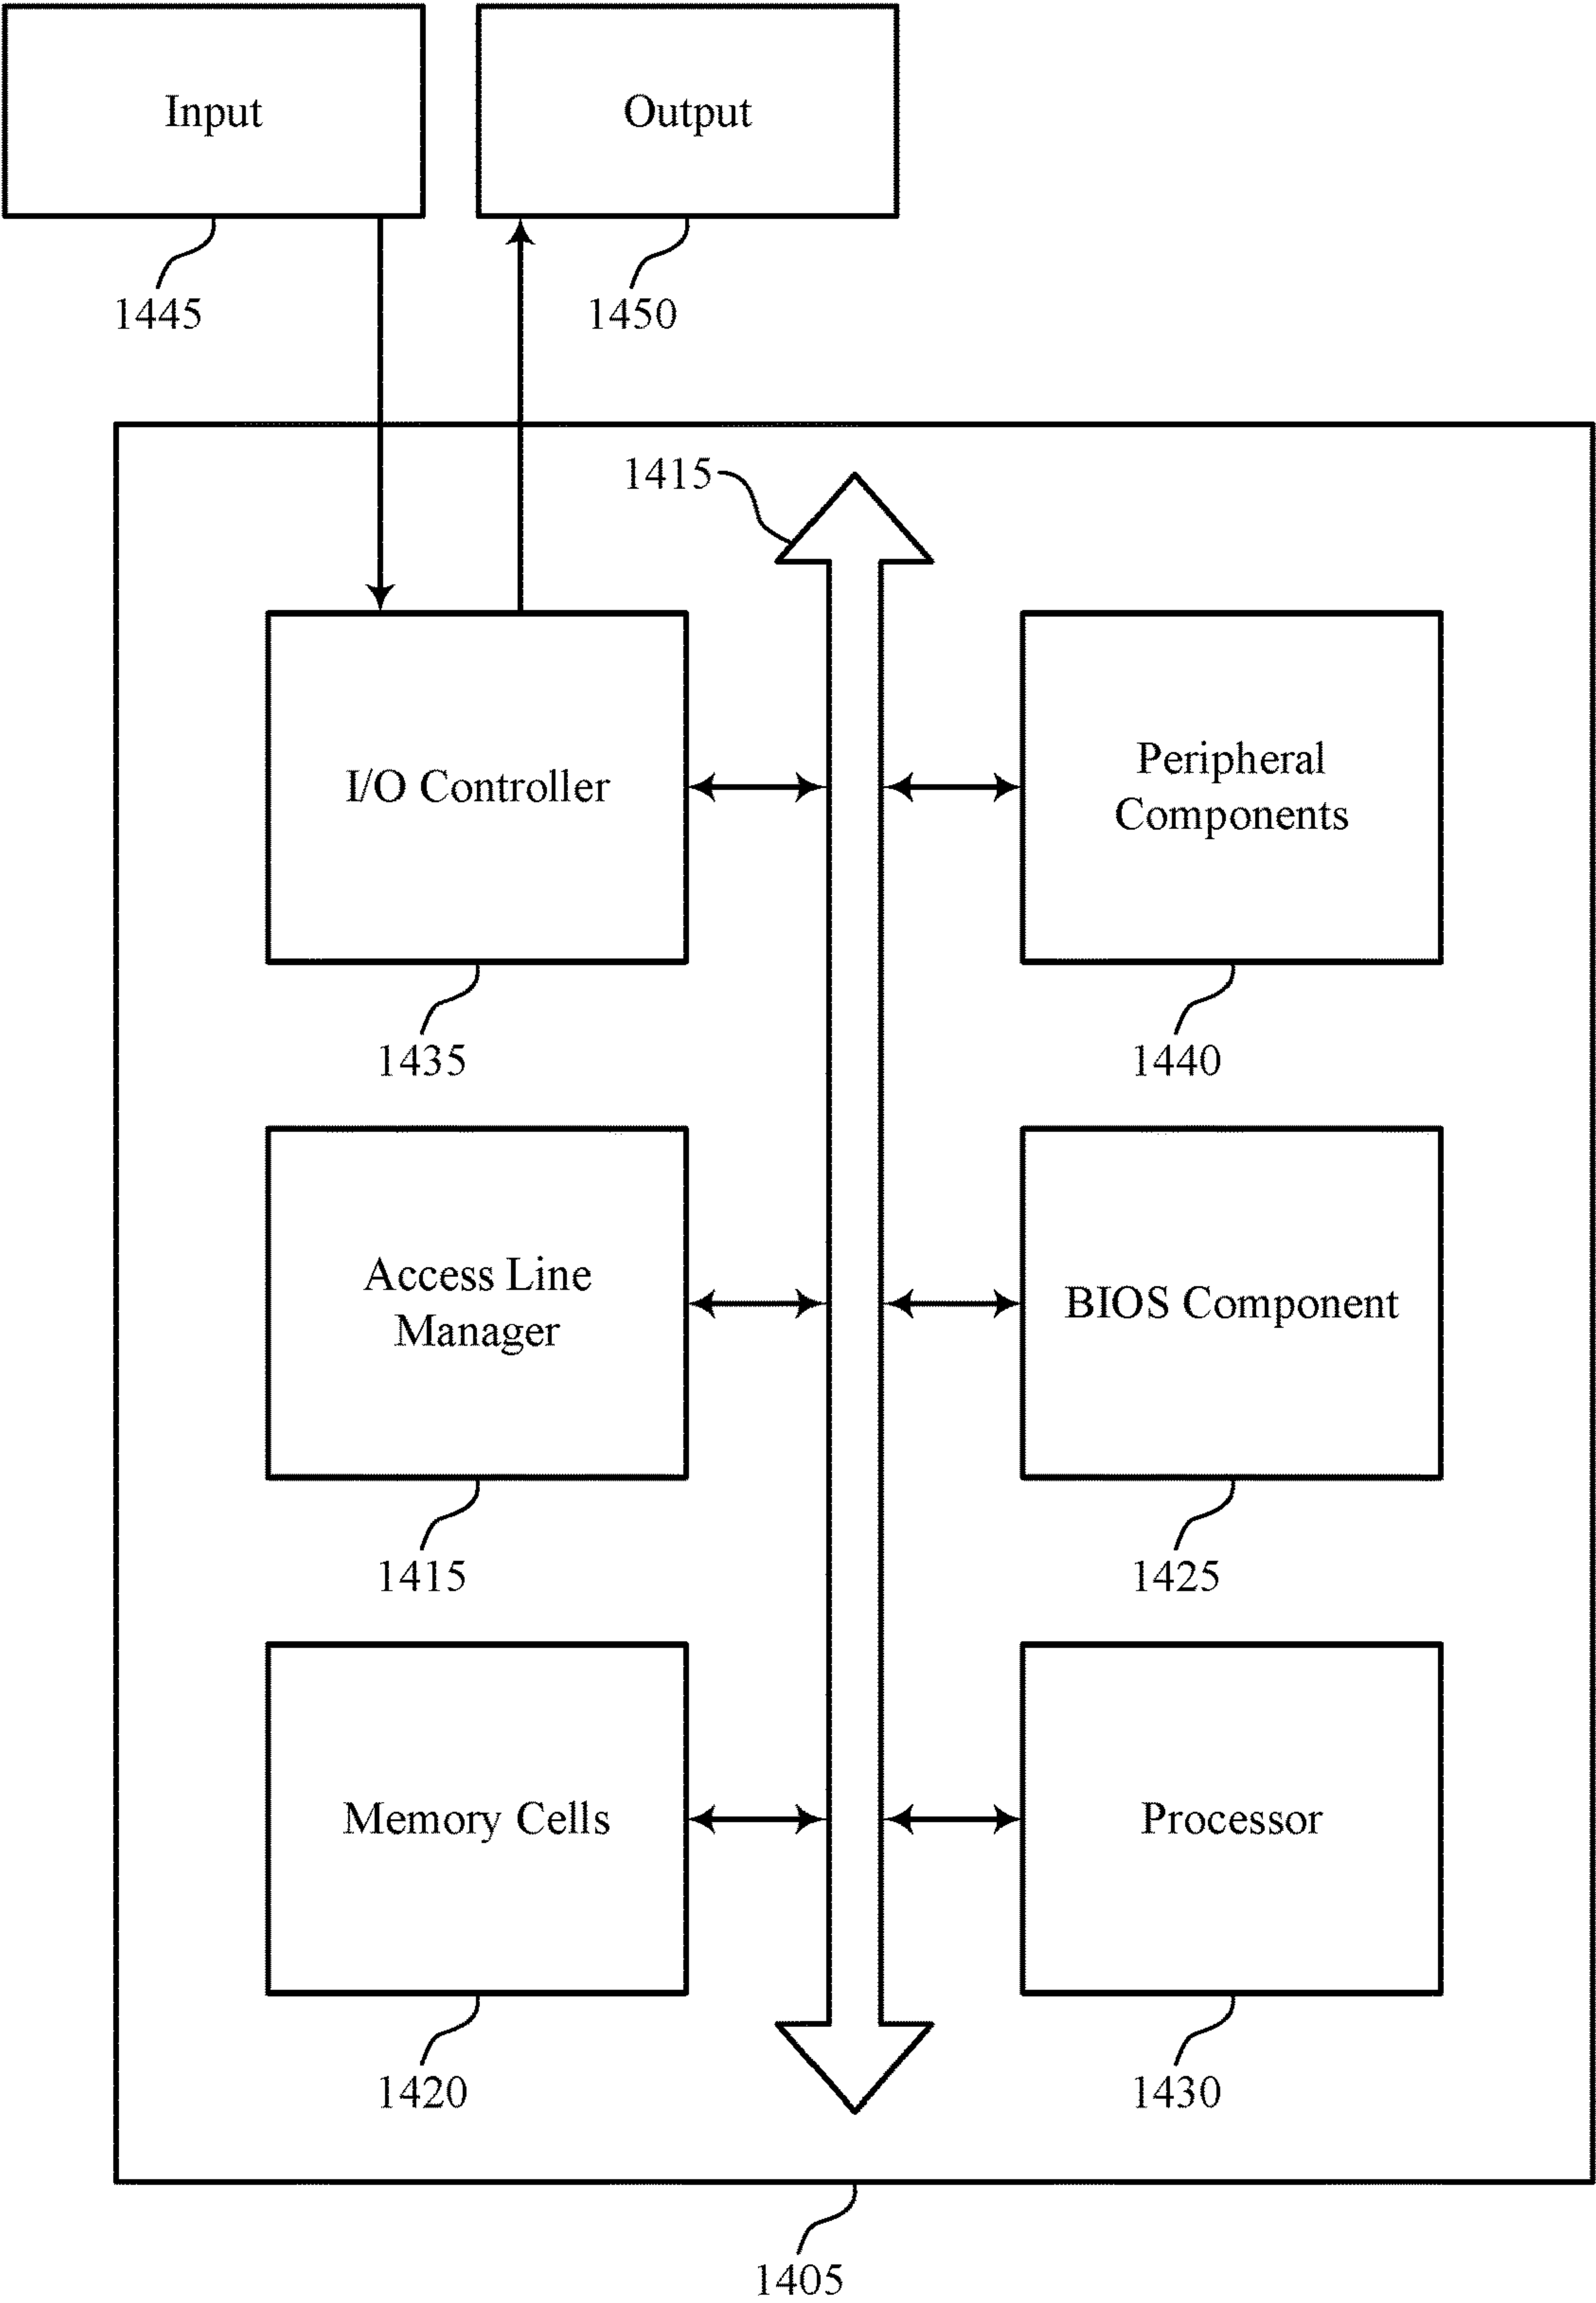 Input
Output
1445
1450
1415
I/O Controller
Peripheral
Components
1435
1440
Access Line
Manager
BIOS Component
1415
1425
Memory Cells
Processor
1420
1430
1405